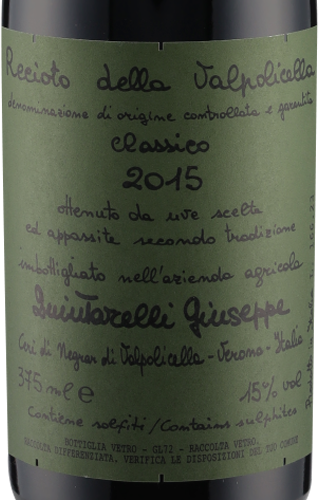 Recioto della Valpolicella
denominazione di origine controllata e garantita
classico
2015
ottenuto da uve scelte
ed appassite secondo tradizione
imbottigliato nell'azienda agricola
Quintarelli Giuseppe
Cerè di Negrar di Valpolicella - Verona - Italia
375 ml e
15% vol
Contiene solfiti / Contains sulphites
BOTTIGLIA VETRO - GL72 - RACCOLTA VETRO.
RACCOLTA DIFFERENZIATA. VERIFICA LE DISPOSIZIONI DEL TUO COMUNE